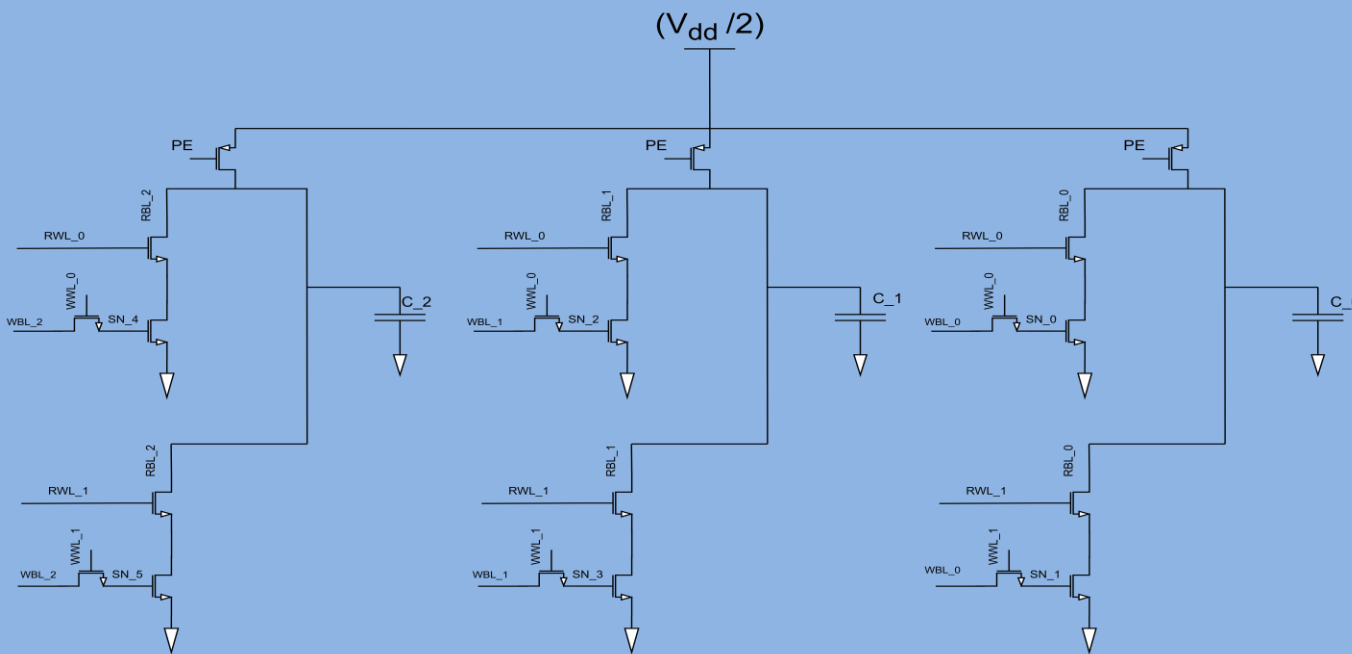 (Vdd /2)
PE
PE
PE
RBL_2
RBL_1
RBL_0
RWL_0
RWL_0
RWL_0
WWL_0
WWL_0
WWL_0
C_2
C_1
WBL_2
SN_4
WBL_1
SN_2
WBL_0
SN_0
RBL_2
RBL_1
RBL_0
RWL_1
RWL_1
RWL_1
WWL_1
WWL_1
WWL_1
WBL_2
SN_5
WBL_1
SN_3
WBL_0
SN_1